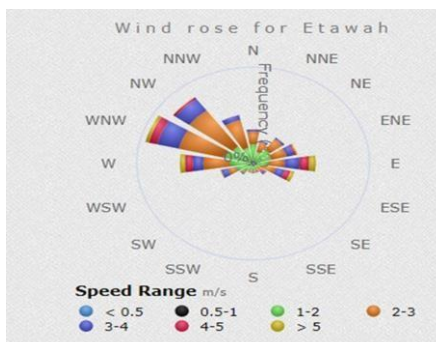 Wind rose for Etawah
N
NNW NNE
NW NE
WNW ENE
Frequency
W E
WSW ESE
SW SE
SSW SSE
S
Speed Range m/s
< 0.5 0.5-1 1-2 2-3
3-4 4-5 > 5